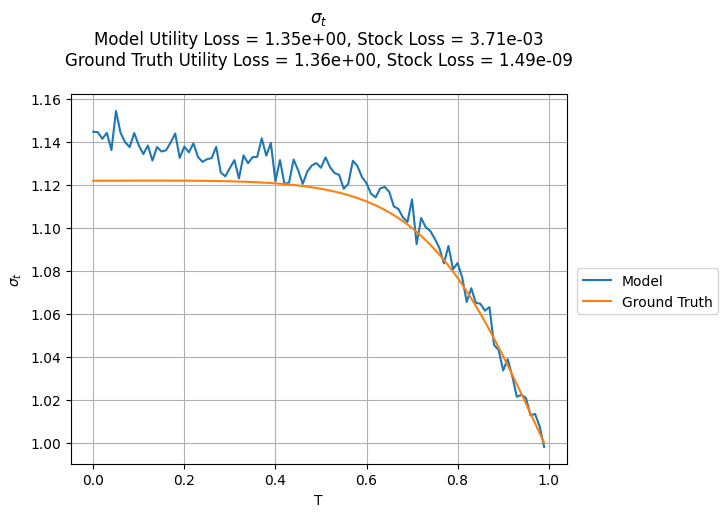 σt
Model Utility Loss = 1.35e+00, Stock Loss = 3.71e-03
Ground Truth Utility Loss = 1.36e+00, Stock Loss = 1.49e-09
1.16
1.14
1.12
1.10
1.08
1.06
1.04
1.02
1.00
σt
0.0 0.2 0.4 0.6 0.8 1.0
T
Model
Ground Truth